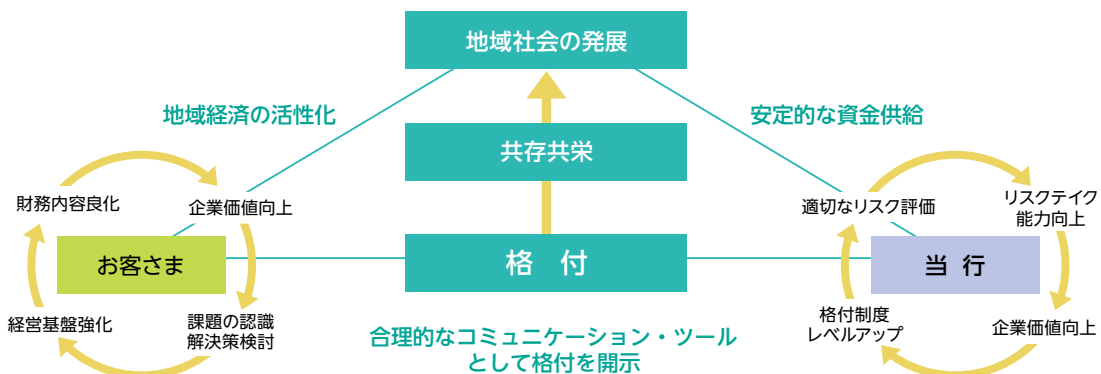 地域社会の発展
地域経済の活性化
安定的な資金供給
共存共栄
財務内容良化
企業価値向上
適切なリスク評価
リスクテイク
能力向上
お客さま
格　付
当 行
経営基盤強化
課題の認識
解決策検討
格付制度
レベルアップ
企業価値向上
合理的なコミュニケーション・ツール
として格付を開示